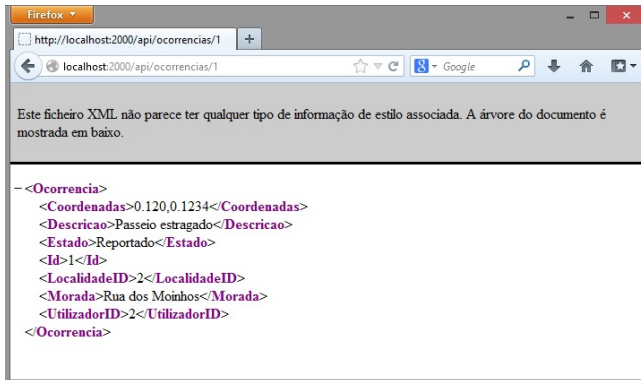 Firefox
http://localhost:2000/api/ocorrencias/1
localhost:2000/api/ocorrencias/1
Google
Este ficheiro XML não parece ter qualquer tipo de informação de estilo associada. A árvore do documento é
mostrada em baixo.
−<Ocorrencia>
<Coordenadas>0.120,0.1234</Coordenadas>
<Descricao>Passeio estragado</Descricao>
<Estado>Reportado</Estado>
<Id>1</Id>
<LocalidadeID>2</LocalidadeID>
<Morada>Rua dos Moinhos</Morada>
<UtilizadorID>2</UtilizadorID>
</Ocorrencia>